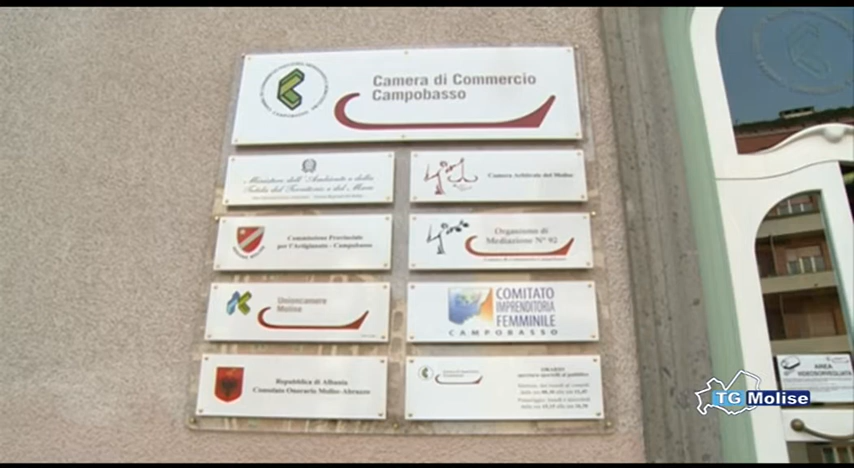 Camera di Commercio
Campobasso
Ministero dell'Ambiente e della
Tutela del Territorio e del Mare
Camera Arbitrale del Molise
Commissione Provinciale
per l'Artigianato - Campobasso
Organismo di
Mediazione N° 92
Unioncamere
Molise
COMITATO
IMPRENDITORIA
FEMMINILE
CAMPOBASSO
Repubblica di Albania
Consolato Onorario Molise-Abruzzo
ORARIO
AREA
VIDEOSORVEGLIATA
TG Molise